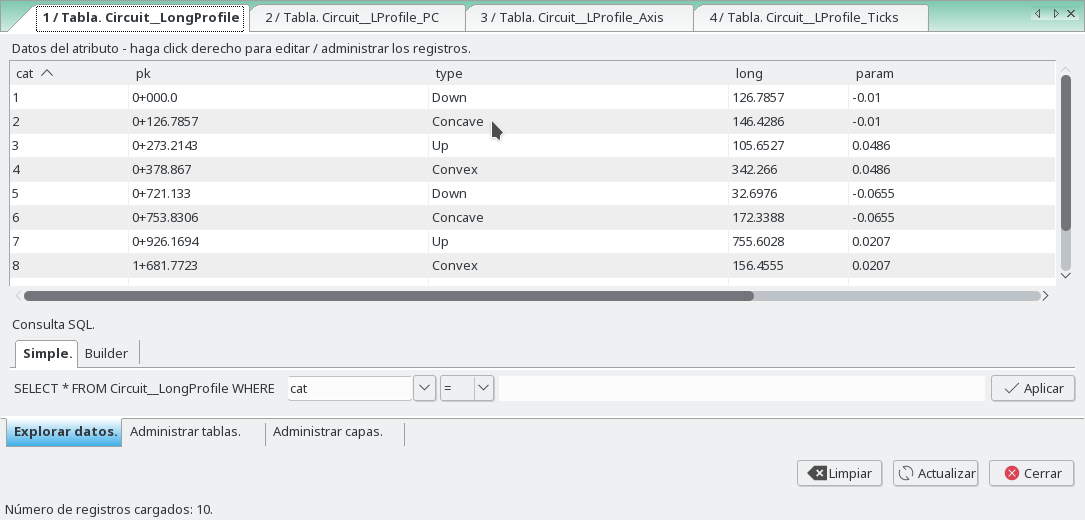 1 / Tabla. Circuit__LongProfile 2 / Tabla. Circuit__LProfile_PC 3 / Tabla. Circuit__LProfile_Axis 4 / Tabla. Circuit__LProfile_Ticks
Datos del atributo - haga click derecho para editar / administrar los registros.
cat pk type long param
1 0+000.0 Down 126.7857 -0.01
2 0+126.7857 Concave 146.4286 -0.01
3 0+273.2143 Up 105.6527 0.0486
4 0+378.867 Convex 342.266 0.0486
5 0+721.133 Down 32.6976 -0.0655
6 0+753.8306 Concave 172.3388 -0.0655
7 0+926.1694 Up 755.6028 0.0207
8 1+681.7723 Convex 156.4555 0.0207
Consulta SQL.
Simple. Builder
SELECT * FROM Circuit__LongProfile WHERE cat = Aplicar
Explorar datos. Administrar tablas. Administrar capas.
Limpiar Actualizar Cerrar
Número de registros cargados: 10.